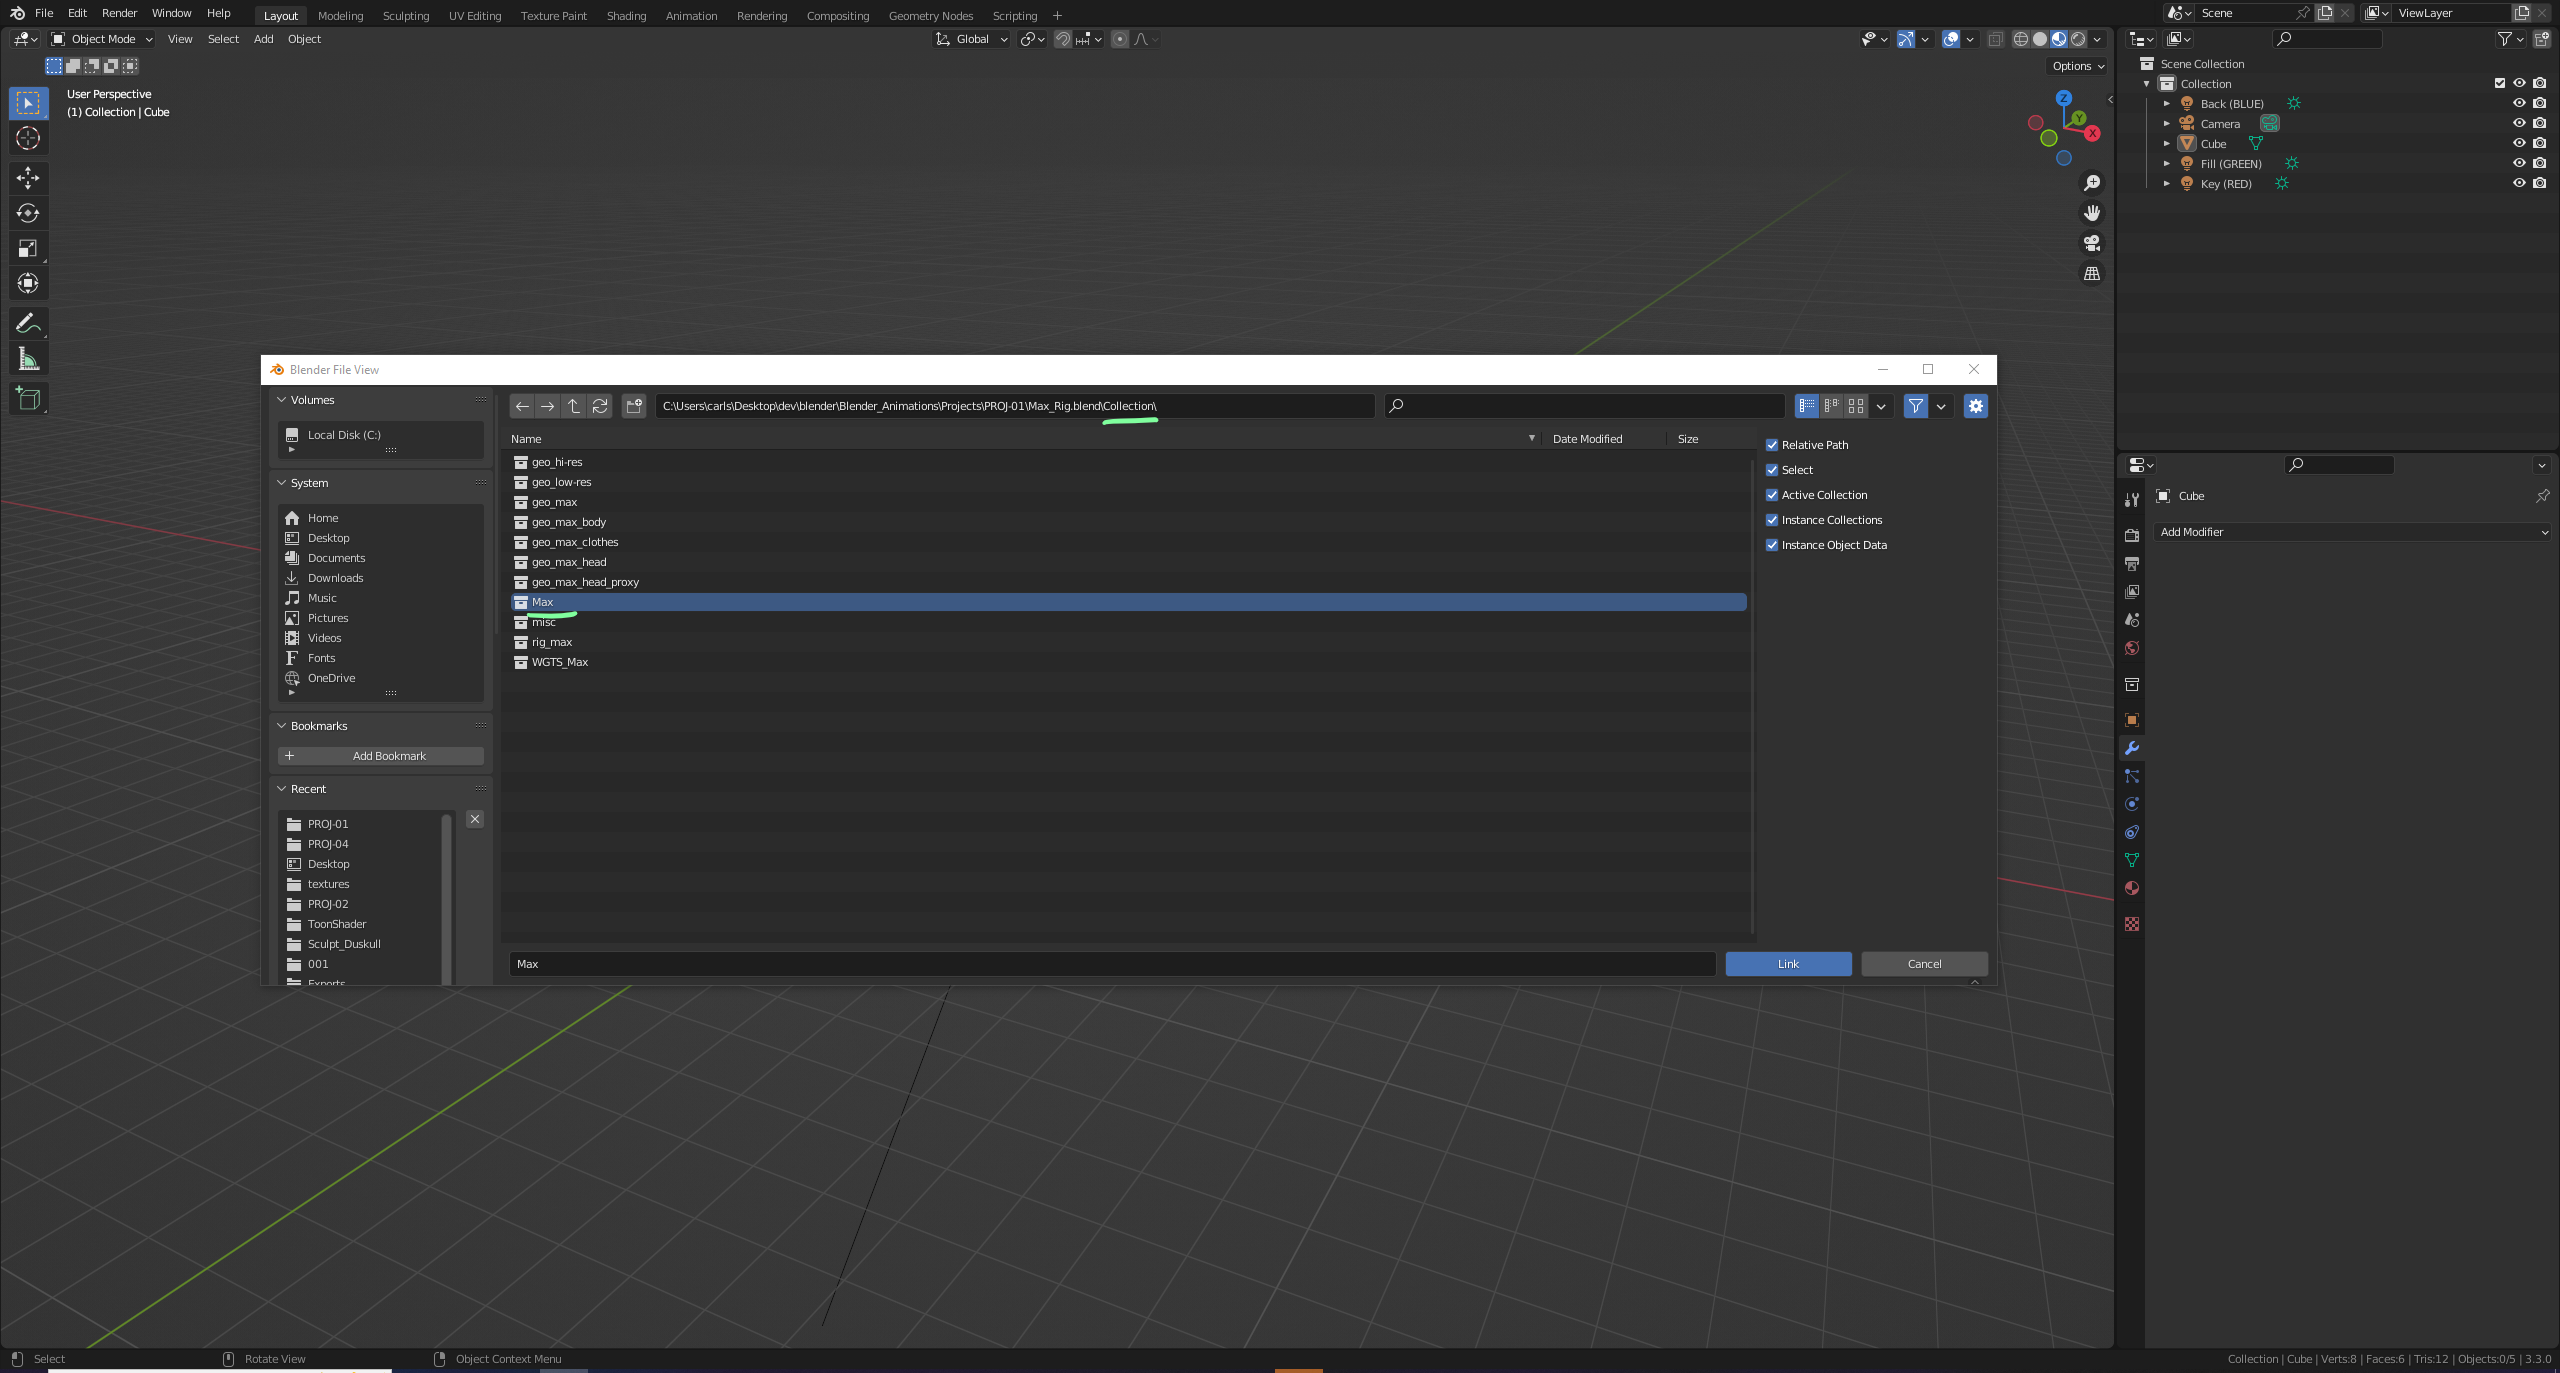 File Edit Render Window Help Layout Modeling Sculpting UV Editing Texture Paint Shading Animation Rendering Compositing Geometry Nodes Scripting + Scene ViewLayer
Object Mode View Select Add Object Global
Options
User Perspective
(1) Collection | Cube
Z
Y
X
Scene Collection
Collection
Back (BLUE)
Camera
Cube
Fill (GREEN)
Key (RED)
Blender File View
Volumes
Local Disk (C:)
System
Home
Desktop
Documents
Downloads
Music
Pictures
Videos
Fonts
OneDrive
Bookmarks
Add Bookmark
Recent
PROJ-01
PROJ-04
Desktop
textures
PROJ-02
ToonShader
Sculpt_Duskull
001
Exports
C:\Users\carls\Desktop\dev\blender\Blender_Animations\Projects\PROJ-01\Max_Rig.blend\Collection\
Name Date Modified Size
geo_hi-res
geo_low-res
geo_max
geo_max_body
geo_max_clothes
geo_max_head
geo_max_head_proxy
Max
misc
rig_max
WGTS_Max
Relative Path
Select
Active Collection
Instance Collections
Instance Object Data
Max Link Cancel
Cube
Add Modifier
Select Rotate View Object Context Menu
Collection | Cube | Verts:8 | Faces:6 | Tris:12 | Objects:0/5 | 3.3.0